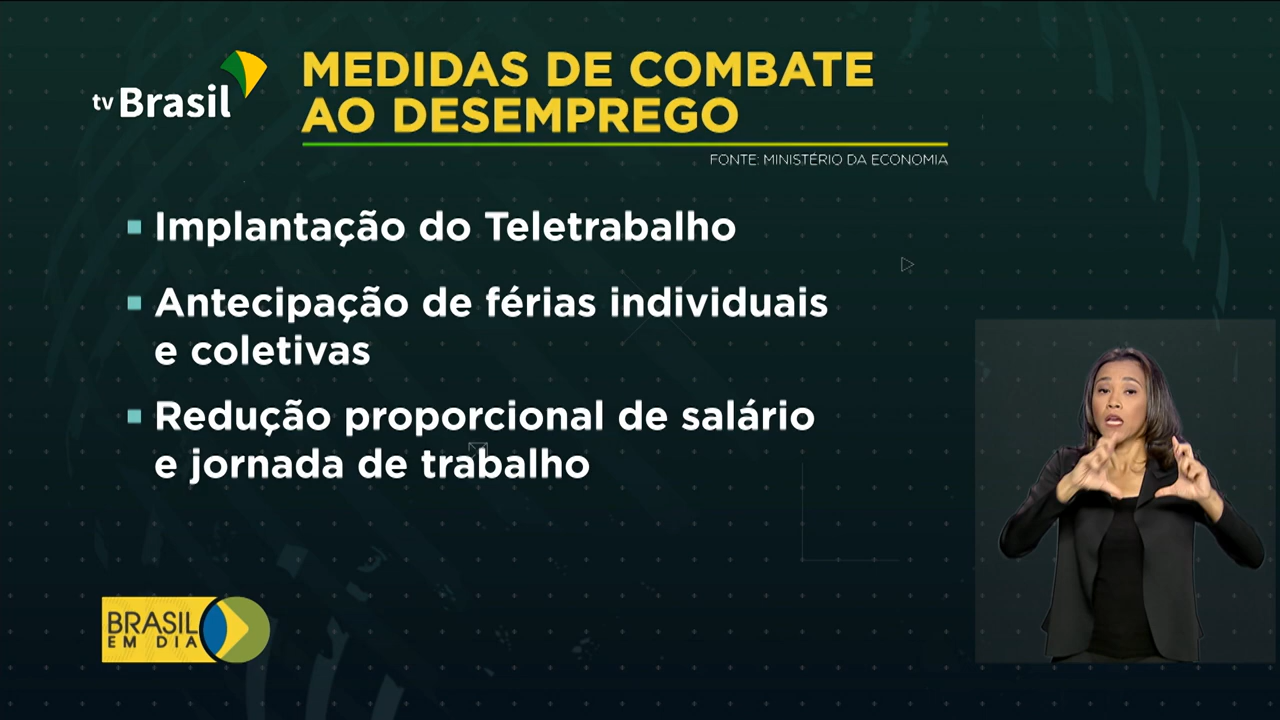 tv Brasil
MEDIDAS DE COMBATE
AO DESEMPREGO
FONTE: MINISTÉRIO DA ECONOMIA
Implantação do Teletrabalho
Antecipação de férias individuais
e coletivas
Redução proporcional de salário
e jornada de trabalho
BRASIL
EM DIA